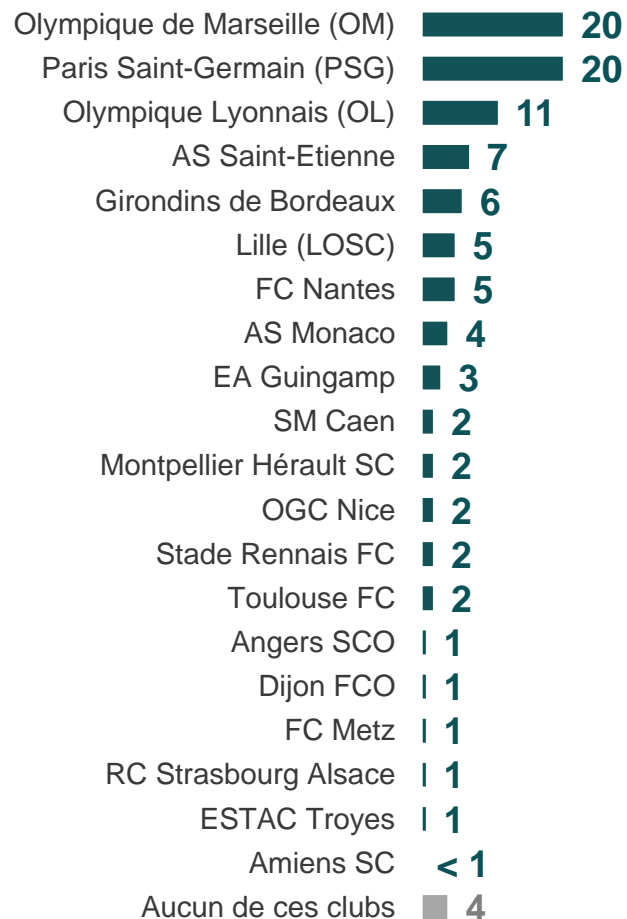 Olympique de Marseille (OM) 20
Paris Saint-Germain (PSG) 20
Olympique Lyonnais (OL) 11
AS Saint-Etienne 7
Girondins de Bordeaux 6
Lille (LOSC) 5
FC Nantes 5
AS Monaco 4
EA Guingamp 3
SM Caen 2
Montpellier Hérault SC 2
OGC Nice 2
Stade Rennais FC 2
Toulouse FC 2
Angers SCO 1
Dijon FCO 1
FC Metz 1
RC Strasbourg Alsace 1
ESTAC Troyes 1
Amiens SC < 1
Aucun de ces clubs 4